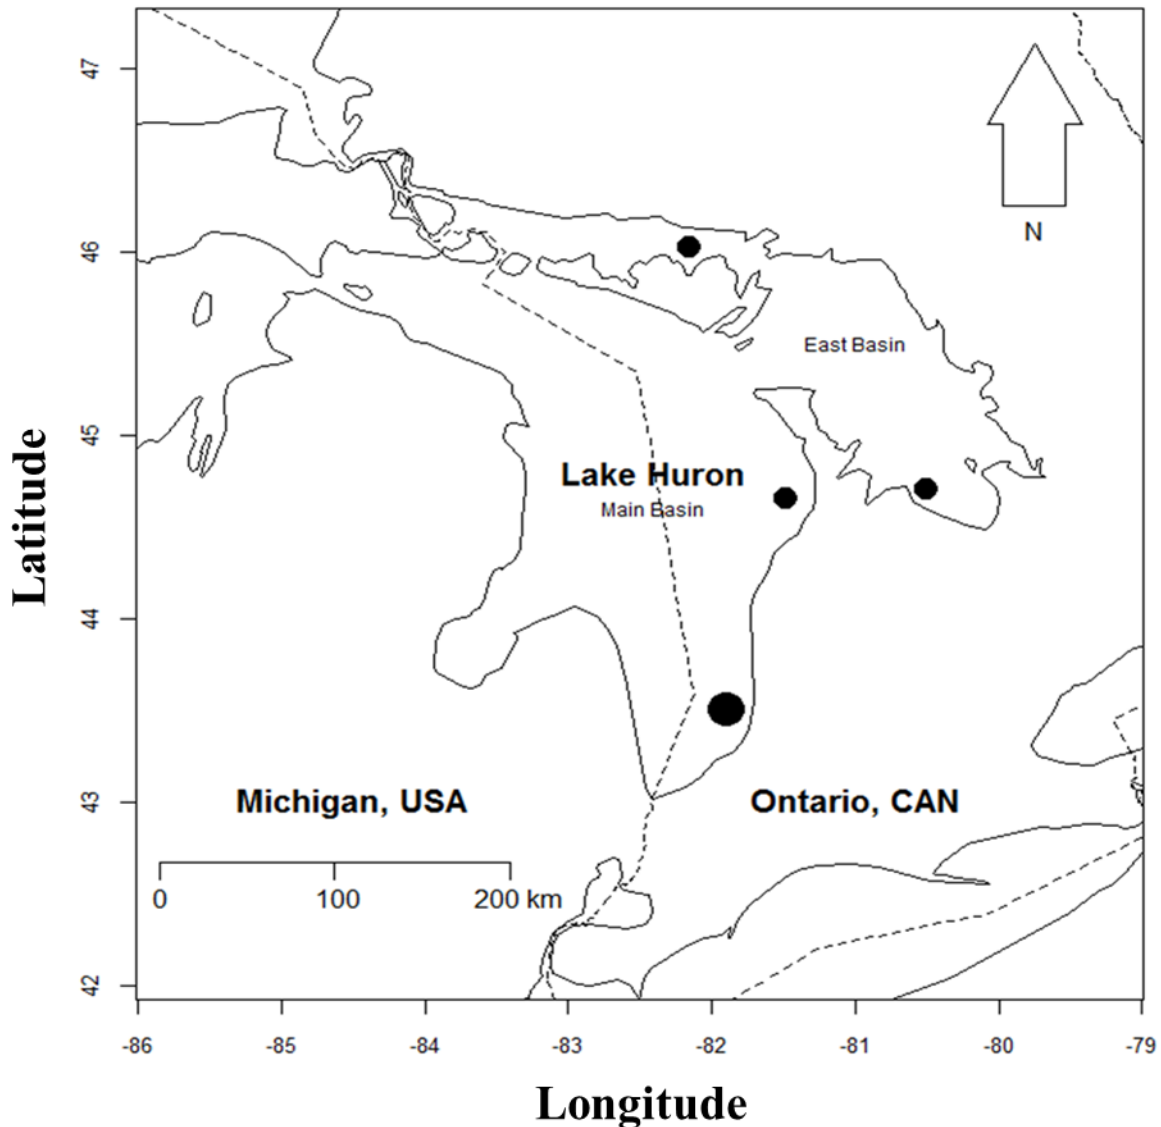 47
46
45
44
43
42
Latitude
N
East Basin
Lake Huron
Main Basin
Michigan, USA
Ontario, CAN
0 100 200 km
-86 -85 -84 -83 -82 -81 -80 -79
Longitude